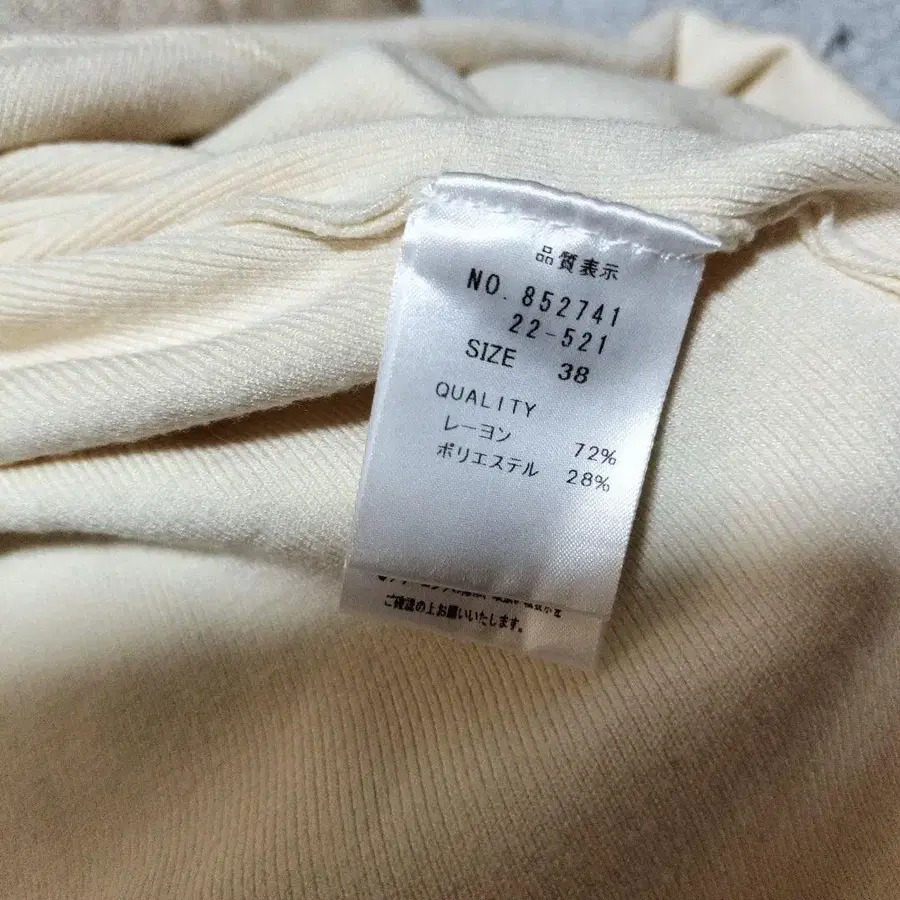 品質表示
NO. 852741
22-521
SIZE 38
QUALITY
レーヨン 72%
ポリエステル 28%
ご確認の上お願いいたします。